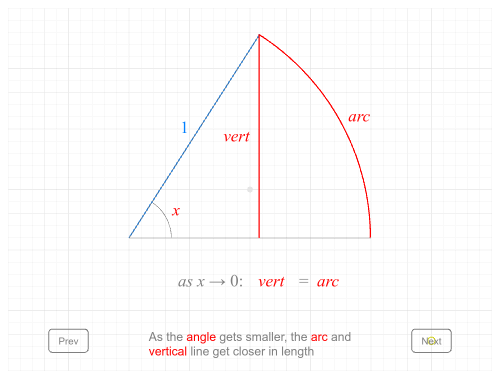 1
vert
arc
x
as x → 0: vert = arc
Prev
As the angle gets smaller, the arc and
vertical line get closer in length
Next